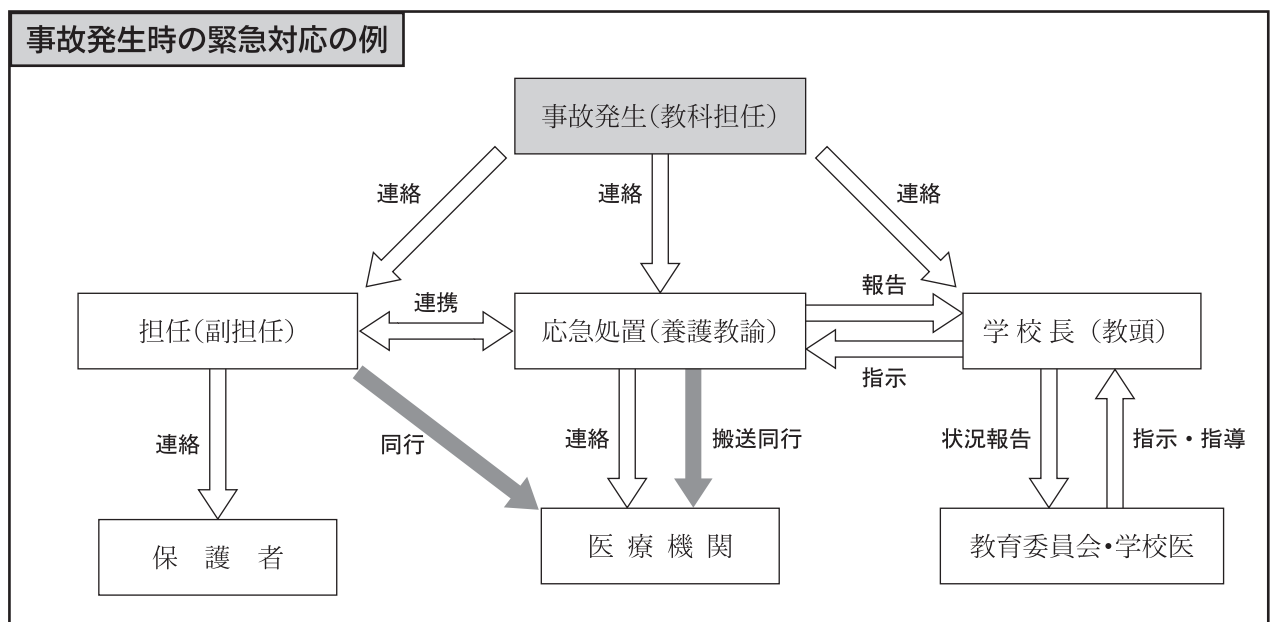 事故発生時の緊急対応の例
事故発生(教科担任)
連絡
連絡
連絡
担任(副担任)
連携
応急処置(養護教諭)
報告
指示
学校長(教頭)
連絡
同行
連絡
搬送同行
状況報告
指示・指導
保護者
医療機関
教育委員会・学校医